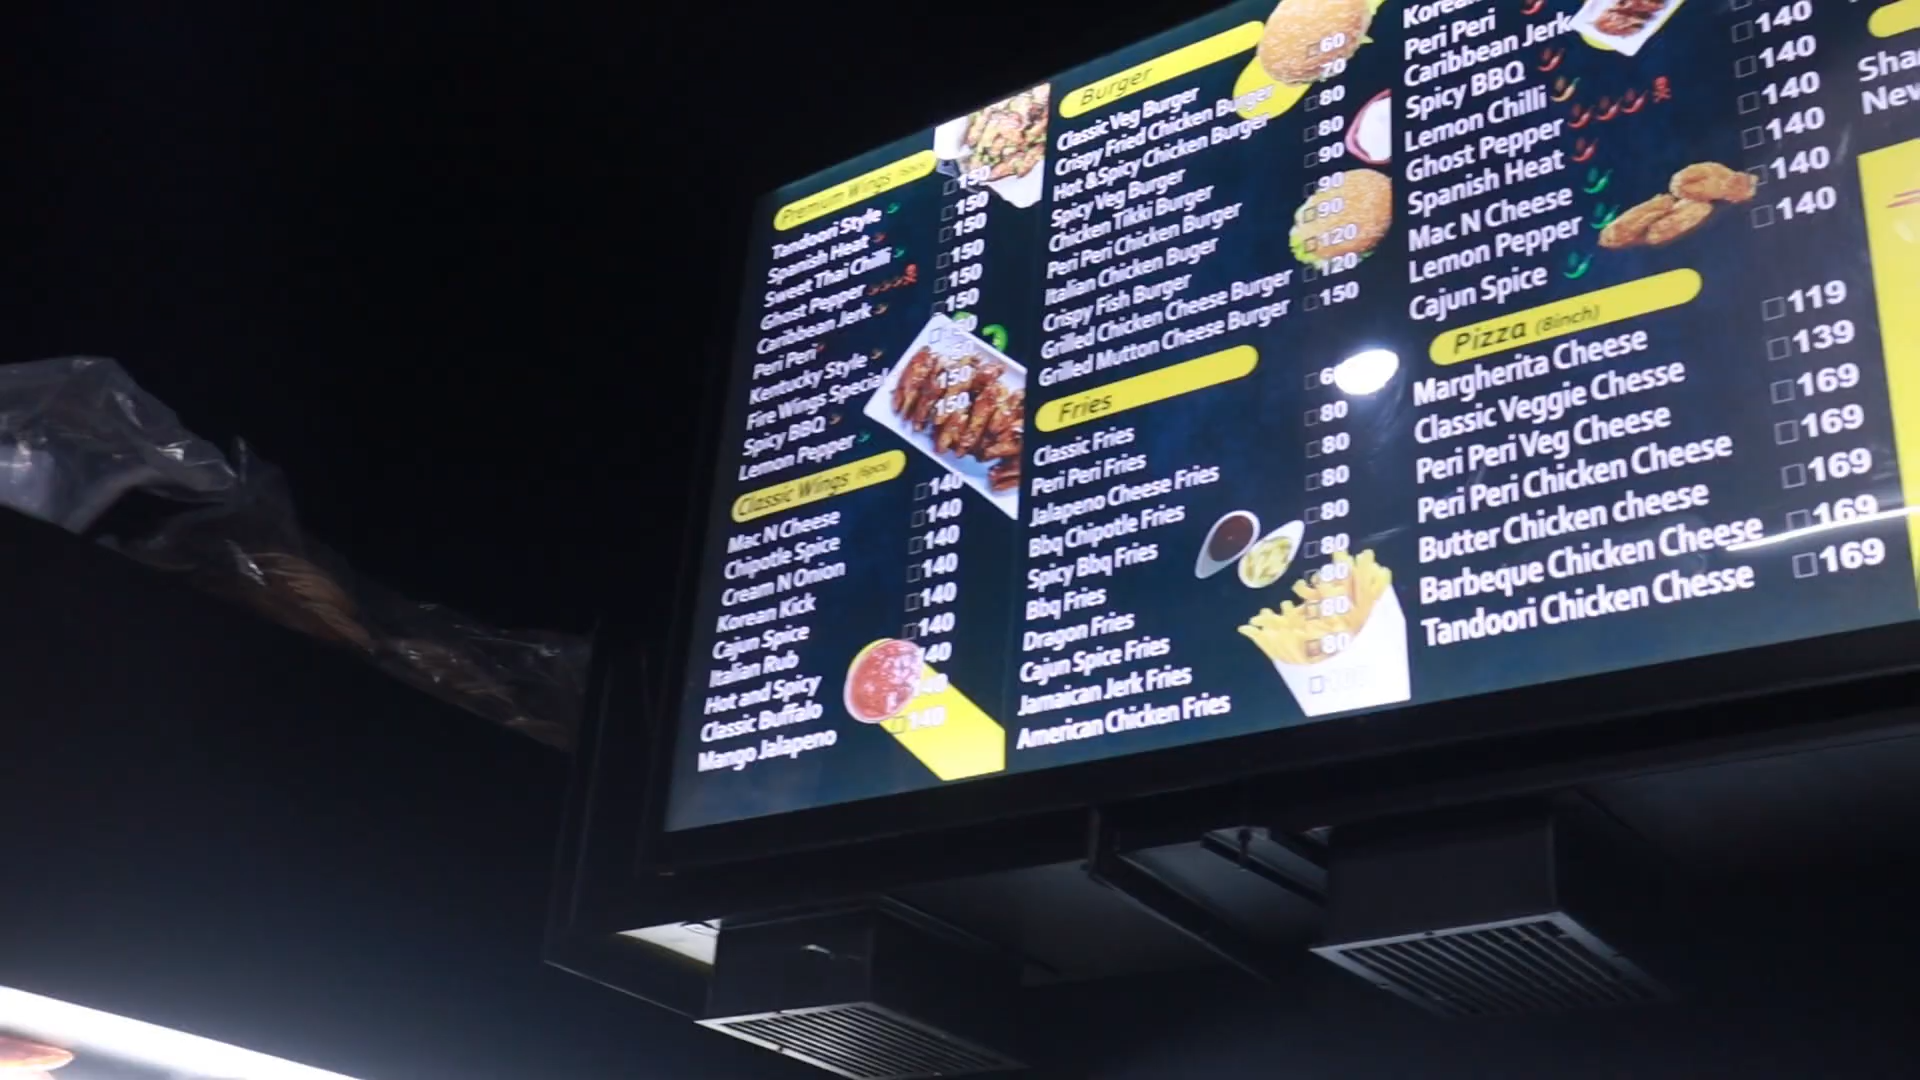 Premium Wings (6pcs)
Tandoori Style □150
Spanish Heat □150
Sweet Thai Chilli □150
Ghost Pepper □150
Caribbean Jerk □150
Peri Peri □150
Kentucky Style □150
Fire Wings Special
Spicy BBQ 150
Lemon Pepper 150
Classic Wings (6pcs)
Mac N Cheese □140
Chipotle Spice □140
Cream N Onion □140
Korean Kick □140
Cajun Spice □140
Italian Rub □140
Hot and Spicy 140
Classic Buffalo 140
Mango Jalapeno □140
Burger
Classic Veg Burger □60
Crispy Fried Chicken Burger 70
Hot &Spicy Chicken Burger □80
Spicy Veg Burger □80
Chicken Tikki Burger □90
Peri Peri Chicken Burger □90
Italian Chicken Buger □90
Crispy Fish Burger □120
Grilled Chicken Cheese Burger □120
Grilled Mutton Cheese Burger □150
Fries
Classic Fries
Peri Peri Fries □80
Jalapeno Cheese Fries □80
Bbq Chipotle Fries □80
Spicy Bbq Fries □80
Bbq Fries □80
Dragon Fries □80
Cajun Spice Fries □80
Jamaican Jerk Fries □80
American Chicken Fries
Peri Peri
Caribbean Jerk □140
Spicy BBQ □140
Lemon Chilli □140
Ghost Pepper □140
Spanish Heat
Mac N Cheese
Lemon Pepper □140
Cajun Spice □140
Pizza (8inch)
Margherita Cheese □119
Classic Veggie Chesse □139
Peri Peri Veg Cheese □169
Peri Peri Chicken Cheese □169
Butter Chicken cheese □169
Barbeque Chicken Cheese □169
Tandoori Chicken Chesse □169